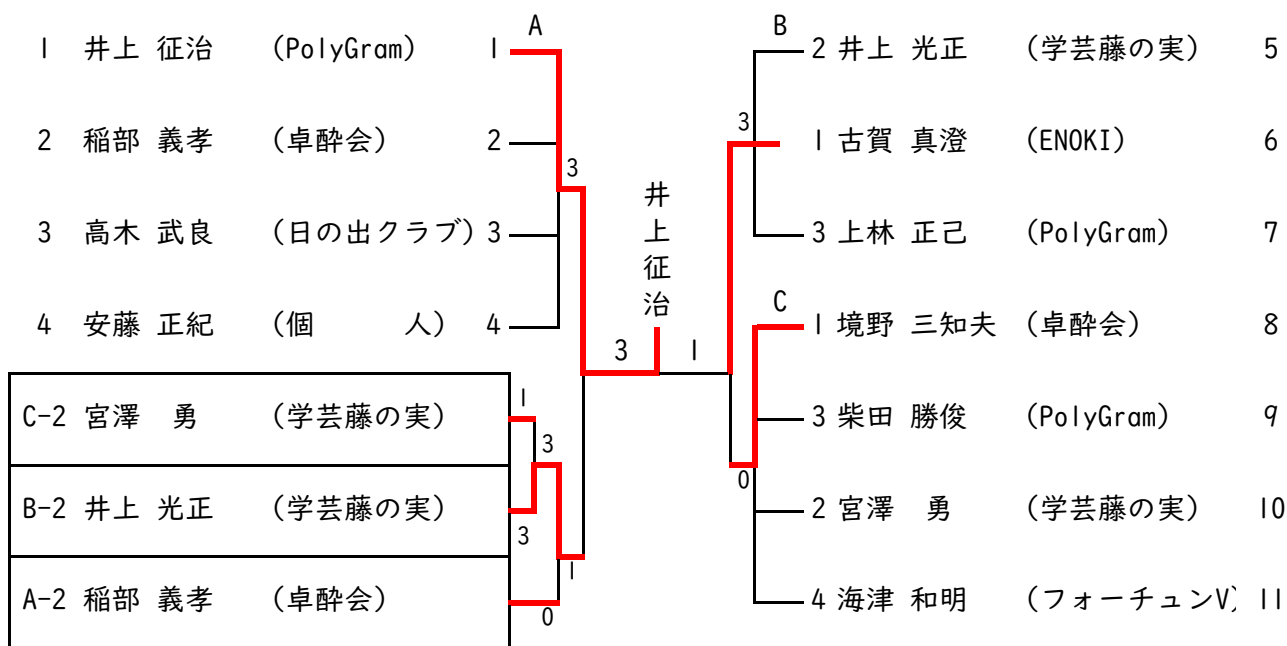 A
1 井上 征治 (PolyGram) 1
2 稲部 義孝 (卓酔会) 2
3
3 高木 武良 (日の出クラブ) 3
4 安藤 正紀 (個 人) 4
C-2 宮澤 勇 (学芸藤の実) 1
3
B-2 井上 光正 (学芸藤の実) 3
1
A-2 稲部 義孝 (卓酔会) 0
井上征治
3 1
B
2 井上 光正 (学芸藤の実) 5
3
1 古賀 真澄 (ENOKI) 6
3 上林 正己 (PolyGram) 7
C
1 境野 三知夫 (卓酔会) 8
3 柴田 勝俊 (PolyGram) 9
0
2 宮澤 勇 (学芸藤の実) 10
4 海津 和明 (フォーチュンV) 11